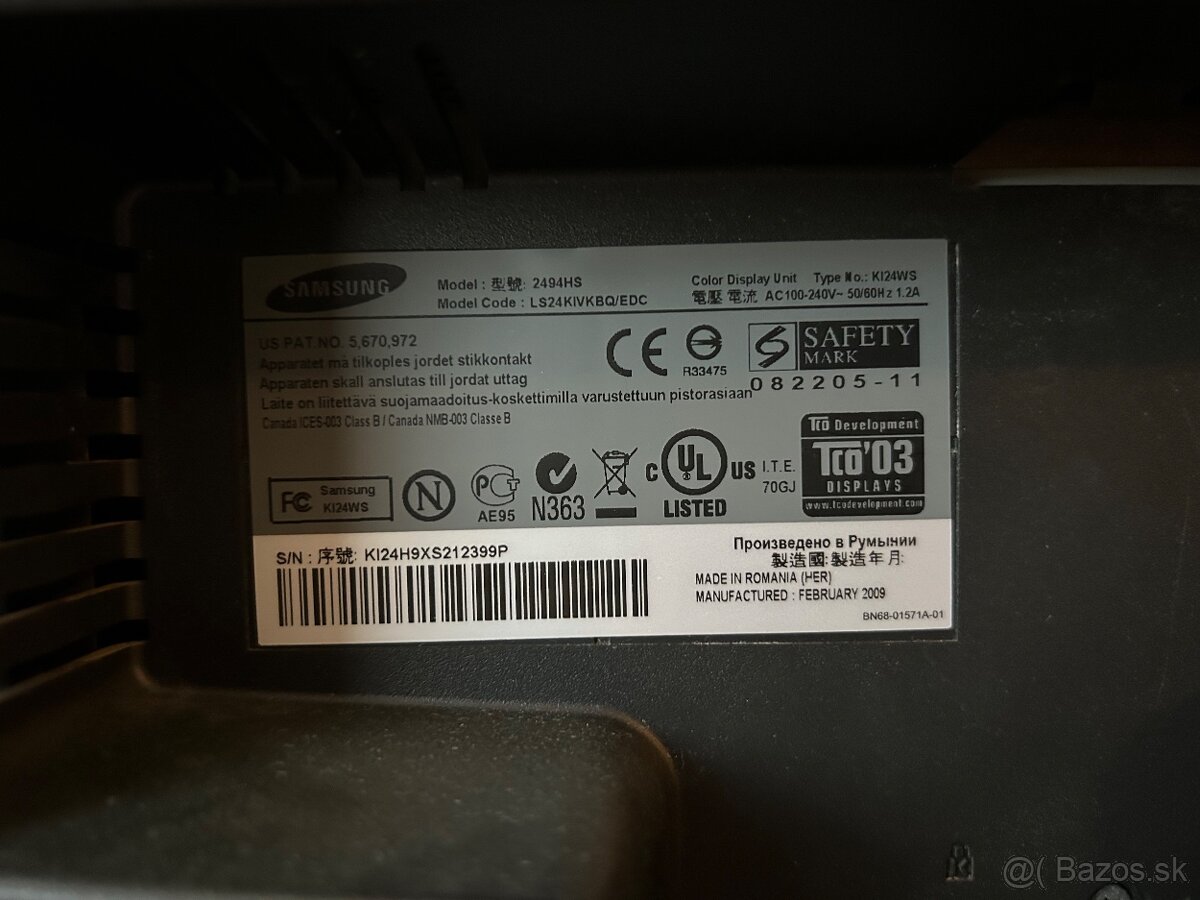 SAMSUNG
Model : 型號: 2494HS
Model Code : LS24KIVKBQ/EDC
Color Display Unit Type No.: KI24WS
電壓 電流 AC100-240V~ 50/60Hz 1.2A
US PAT.NO. 5,670,972
Apparatet må tilkoples jordet stikkontakt
Apparaten skall anslutas till jordat uttag
Laite on liitettävä suojamaadoitus-koskettimilla varustettuun pistorasiaan
Canada ICES-003 Class B / Canada NMB-003 Classe B
CE
R33475
S
SAFETY
MARK
082205-11
FC Samsung
KI24WS
N
PCT
AE95
N363
c UL US
LISTED
I.T.E.
70GJ
TCO Development
TCO'03
DISPLAYS
www.tcodevelopment.com
S/N : 序號: KI24H9XS212399P
Произведено в Румынии
製造國:製造年月:
MADE IN ROMANIA (HER)
MANUFACTURED : FEBRUARY 2009
BN68-01571A-01
K
@( Bazos.sk